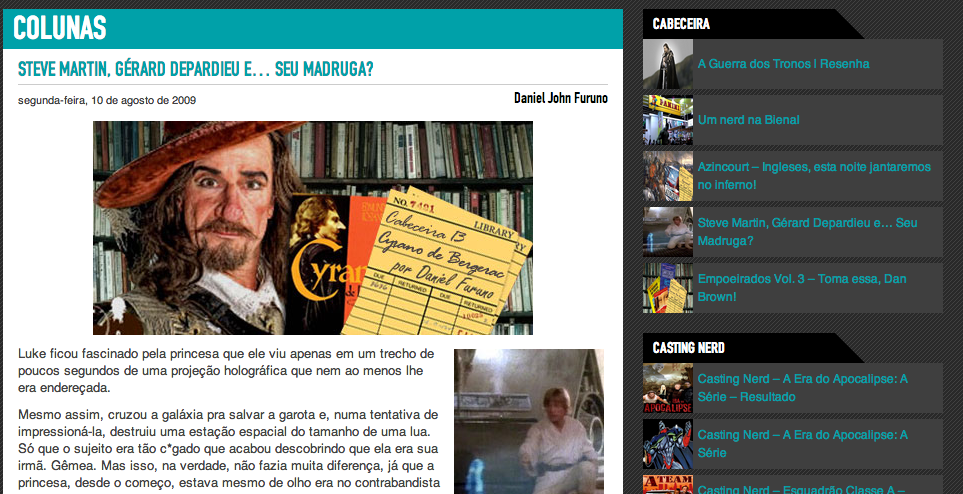 COLUNAS
STEVE MARTIN, GÉRARD DEPARDIEU E... SEU MADRUGA?
segunda-feira, 10 de agosto de 2009
Daniel John Furuno
NO. 7491
LIBRARY
Cabeceira 13
Cyrano de Bergerac
por Daniel Furuno
DUE
RETURNED
DUE
RETURNED
Cyran
Luke ficou fascinado pela princesa que ele viu apenas em um trecho de
poucos segundos de uma projeção holográfica que nem ao menos lhe
era endereçada.
Mesmo assim, cruzou a galáxia pra salvar a garota e, numa tentativa de
impressioná-la, destruiu uma estação espacial do tamanho de uma lua.
Só que o sujeito era tão c*gado que acabou descobrindo que ela era sua
irmã. Gêmea. Mas isso, na verdade, não fazia muita diferença, já que a
princesa, desde o começo, estava mesmo de olho era no contrabandista
CABECEIRA
A Guerra dos Tronos | Resenha
PANINI
Um nerd na Bienal
Azincourt – Ingleses, esta noite jantaremos
no inferno!
Steve Martin, Gérard Depardieu e... Seu
Madruga?
Empoeirados Vol. 3 – Toma essa, Dan
Brown!
CASTING NERD
APOCALIPSE
Casting Nerd – A Era do Apocalipse: A
Série – Resultado
Casting Nerd – A Era do Apocalipse: A
Série
A-TEAM
Casting Nerd – Esquadrão Classe A –